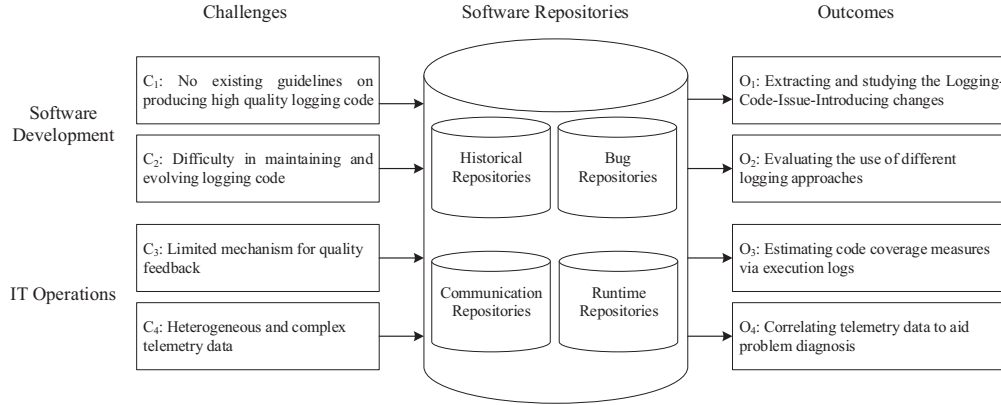 Challenges
Software Repositories
Outcomes
Software
Development
C₁: No existing guidelines on
producing high quality logging code
C₂: Difficulty in maintaining and
evolving logging code
Historical
Repositories
Bug
Repositories
O₁: Extracting and studying the Logging-
Code-Issue-Introducing changes
O₂: Evaluating the use of different
logging approaches
IT Operations
C₃: Limited mechanism for quality
feedback
C₄: Heterogeneous and complex
telemetry data
Communication
Repositories
Runtime
Repositories
O₃: Estimating code coverage measures
via execution logs
O₄: Correlating telemetry data to aid
problem diagnosis